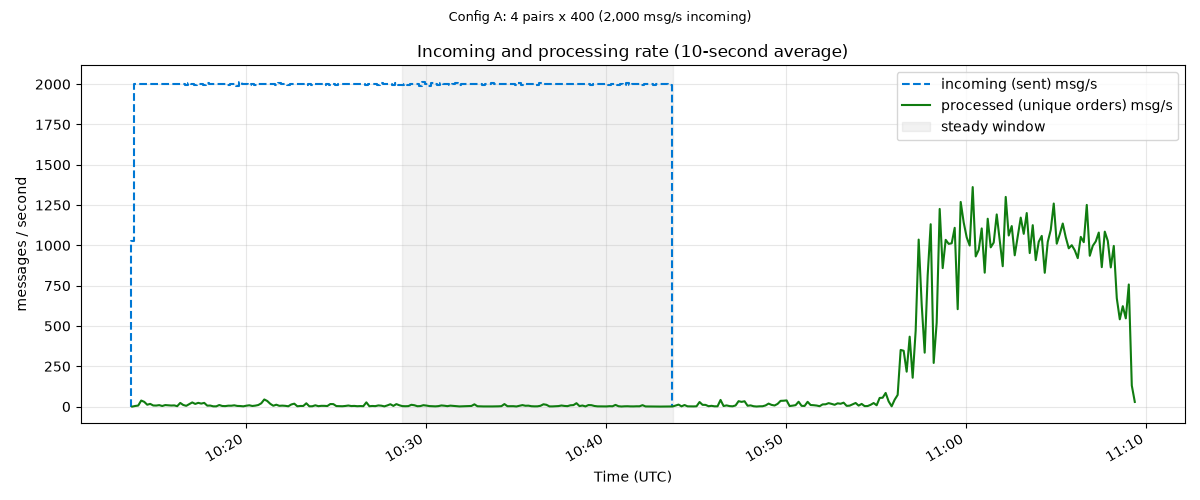 Config A: 4 pairs x 400 (2,000 msg/s incoming)
Incoming and processing rate (10-second average)
incoming (sent) msg/s
processed (unique orders) msg/s
steady window
messages / second
2000
1750
1500
1250
1000
750
500
250
0
10:20
10:30
10:40
10:50
11:00
11:10
Time (UTC)